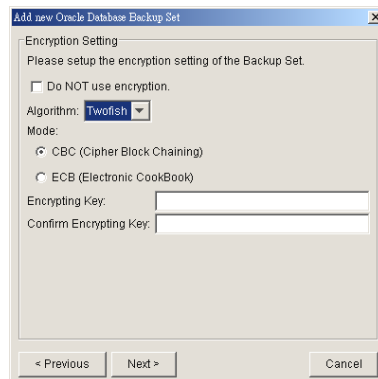 Add new Oracle Database Backup Set
Encryption Setting
Please setup the encryption setting of the Backup Set.
Do NOT use encryption.
Algorithm: Twofish
Mode:
CBC (Cipher Block Chaining)
ECB (Electronic CookBook)
Encrypting Key:
Confirm Encrypting Key:
< Previous Next > Cancel